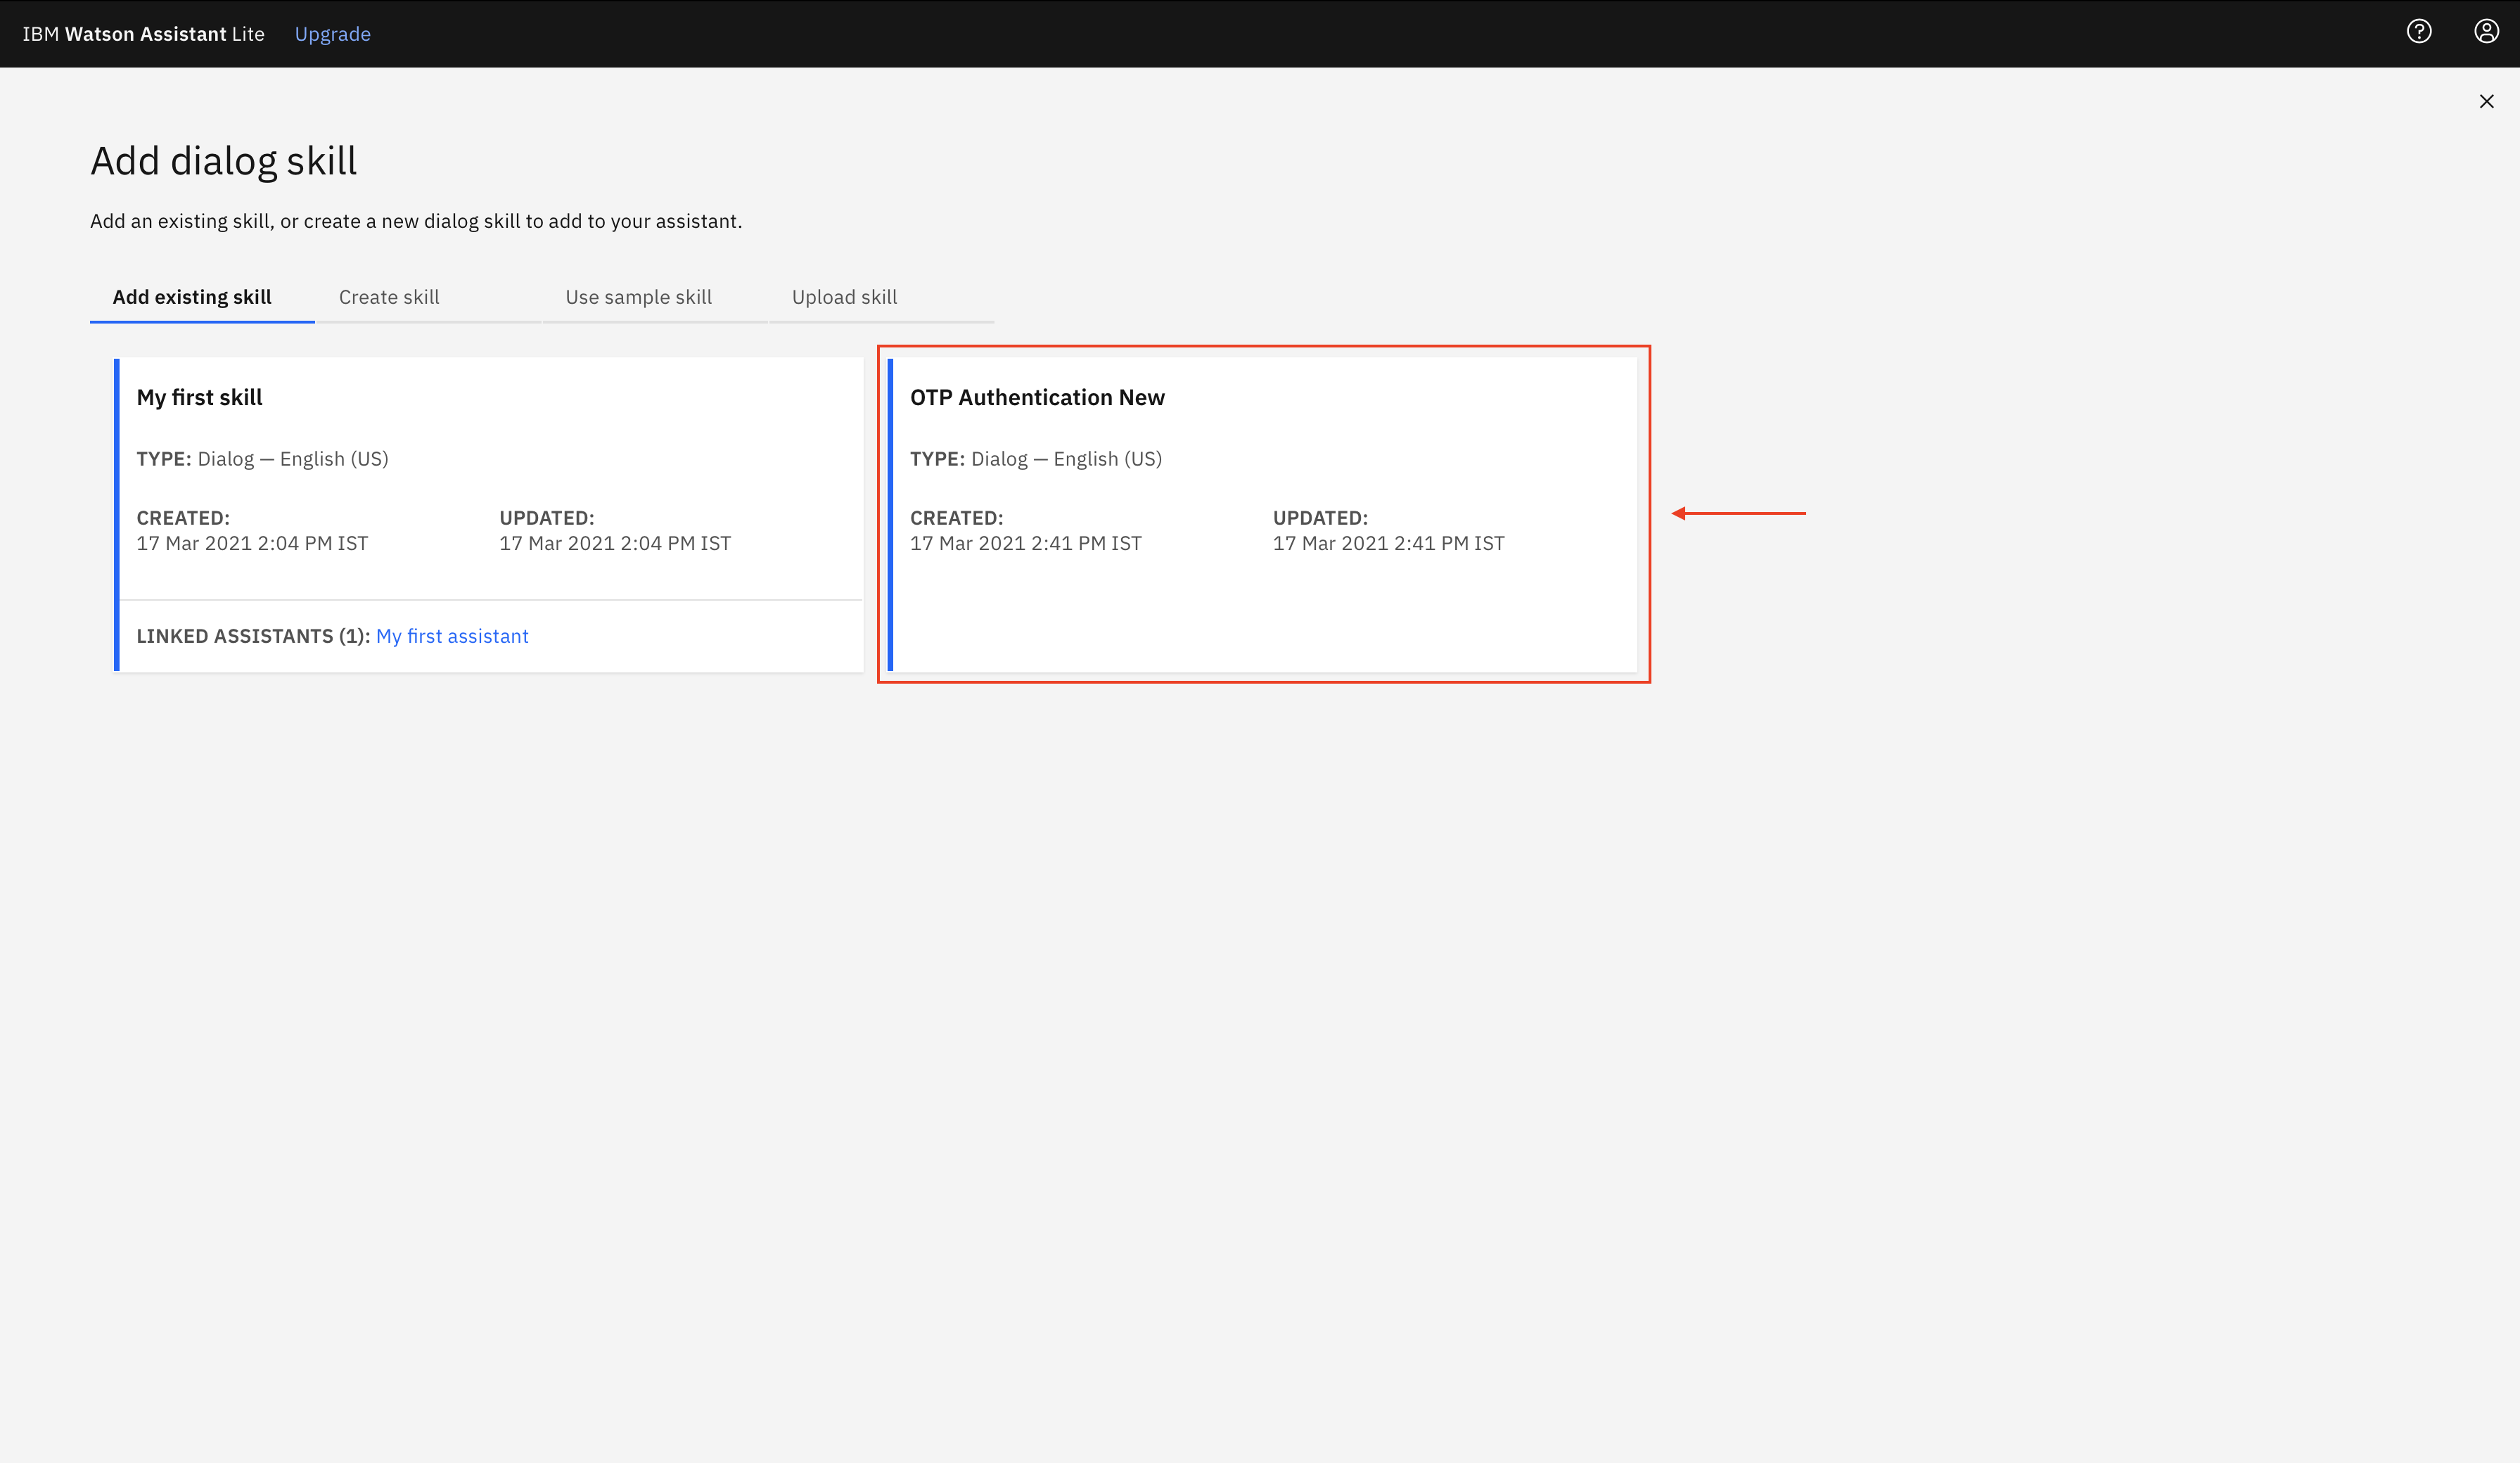 IBM Watson Assistant Lite Upgrade
Add dialog skill
Add an existing skill, or create a new dialog skill to add to your assistant.
Add existing skill Create skill Use sample skill Upload skill
My first skill
TYPE: Dialog — English (US)
CREATED: UPDATED:
17 Mar 2021 2:04 PM IST 17 Mar 2021 2:04 PM IST
LINKED ASSISTANTS (1): My first assistant
OTP Authentication New
TYPE: Dialog — English (US)
CREATED: UPDATED:
17 Mar 2021 2:41 PM IST 17 Mar 2021 2:41 PM IST